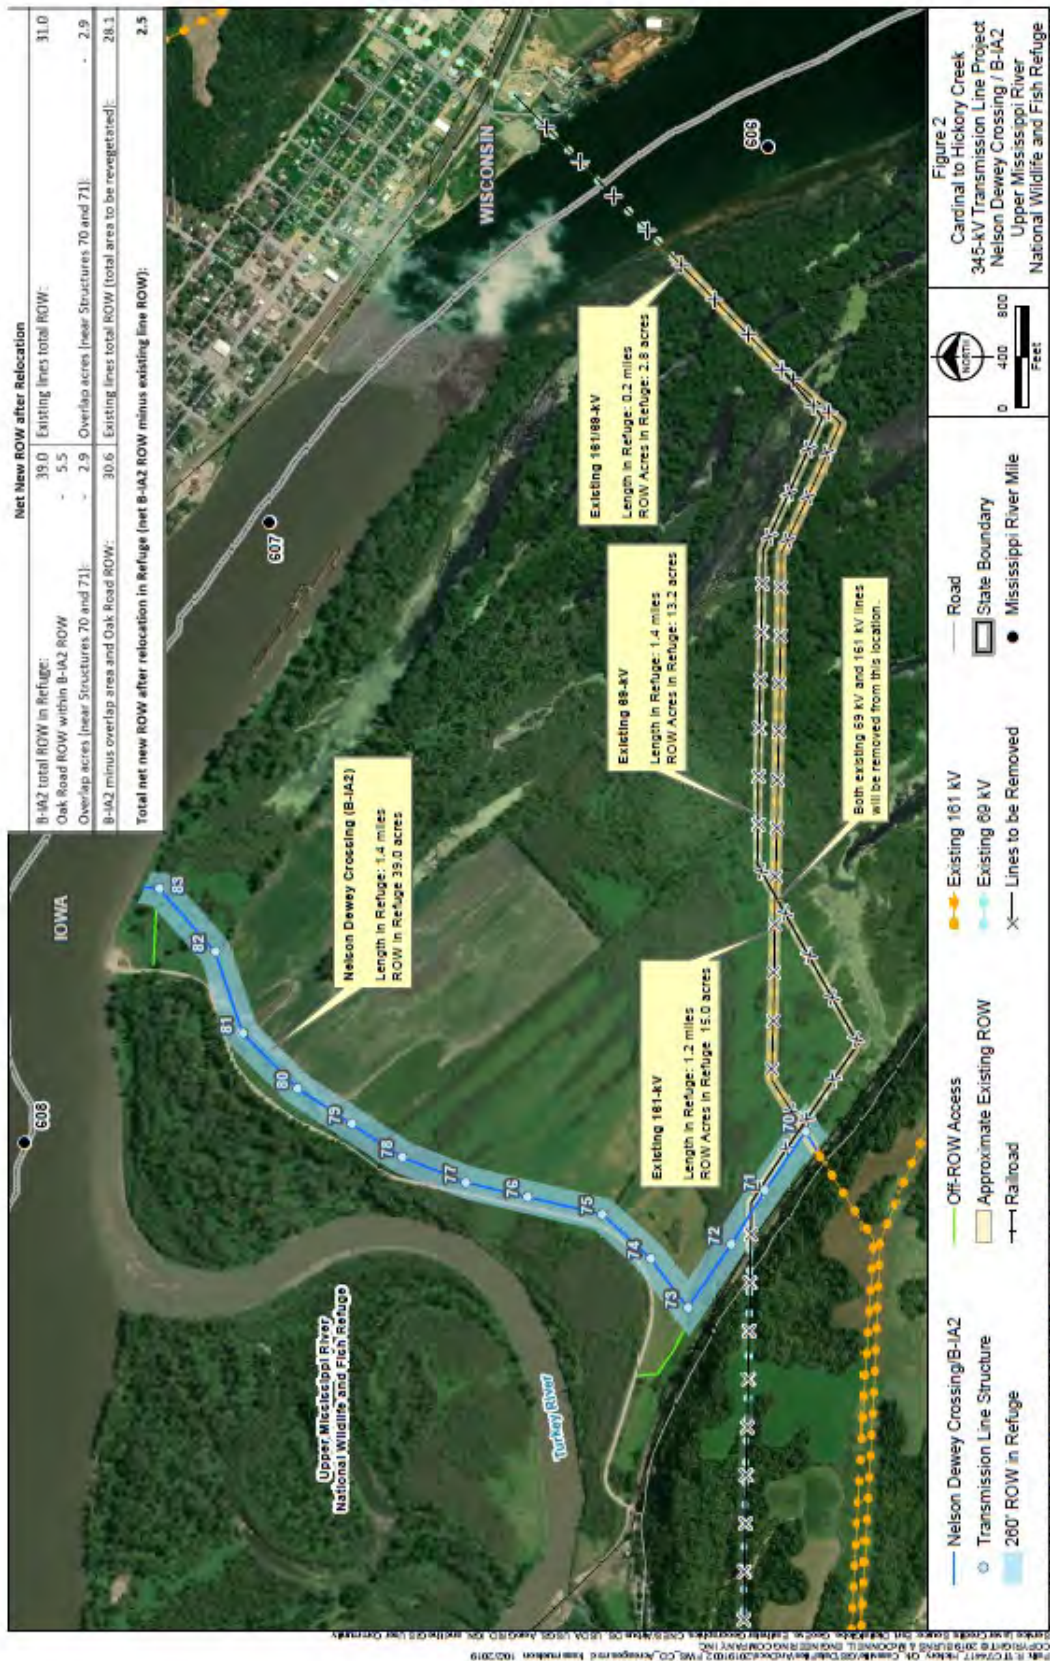 Net New ROW after Relocation
B-IA2 total ROW in Refuge: 39.0 Existing lines total ROW: 31.0
Oak Road ROW within B-IA2 ROW - 5.5
Overlap acres (near Structures 70 and 71): - 2.9 Overlap acres (near Structures 70 and 71): - 2.9
B-IA2 minus overlap area and Oak Road ROW: 30.6 Existing lines total ROW (total area to be revegetated): 28.1
Total net new ROW after relocation in Refuge (net B-IA2 ROW minus existing line ROW): 2.5
IOWA
WISCONSIN
608
607
606
83
82
81
80
79
78
77
76
75
74
73
72
71
70
Nelson Dewey Crossing (B-IA2)
Length in Refuge: 1.4 miles
ROW in Refuge 39.0 acres
Existing 161/69-kV
Length in Refuge: 0.2 miles
ROW Acres in Refuge: 2.8 acres
Existing 69-kV
Length in Refuge: 1.4 miles
ROW Acres in Refuge: 13.2 acres
Existing 161-kV
Length in Refuge: 1.2 miles
ROW Acres in Refuge: 15.0 acres
Both existing 69 kV and 161 kV lines
will be removed from this location.
Upper Mississippi River
National Wildlife and Fish Refuge
Turkey River
Nelson Dewey Crossing/B-IA2
Transmission Line Structure
260' ROW in Refuge
Off-ROW Access
Approximate Existing ROW
Railroad
Existing 161 kV
Existing 69 kV
Lines to be Removed
Road
State Boundary
Mississippi River Mile
NORTH
0 400 800
Feet
Figure 2
Cardinal to Hickory Creek
345-kV Transmission Line Project
Nelson Dewey Crossing / B-IA2
Upper Mississippi River
National Wildlife and Fish Refuge